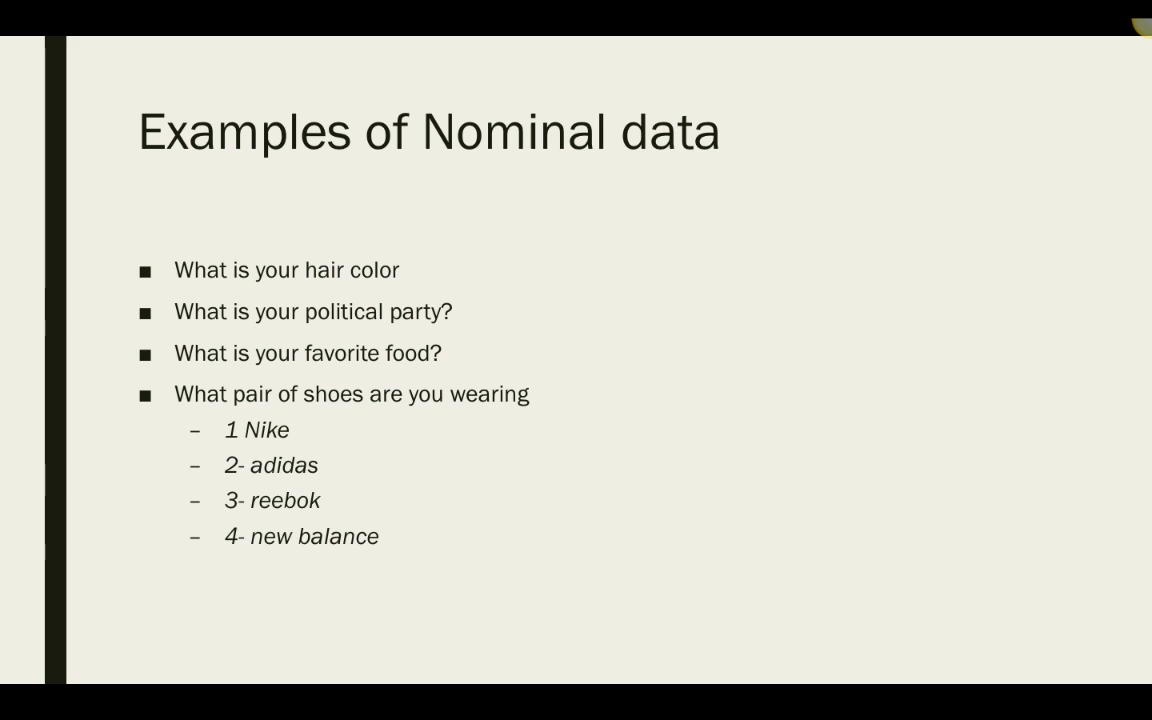 Examples of Nominal data
■ What is your hair color
■ What is your political party?
■ What is your favorite food?
■ What pair of shoes are you wearing
– 1 Nike
– 2- adidas
– 3- reebok
– 4- new balance